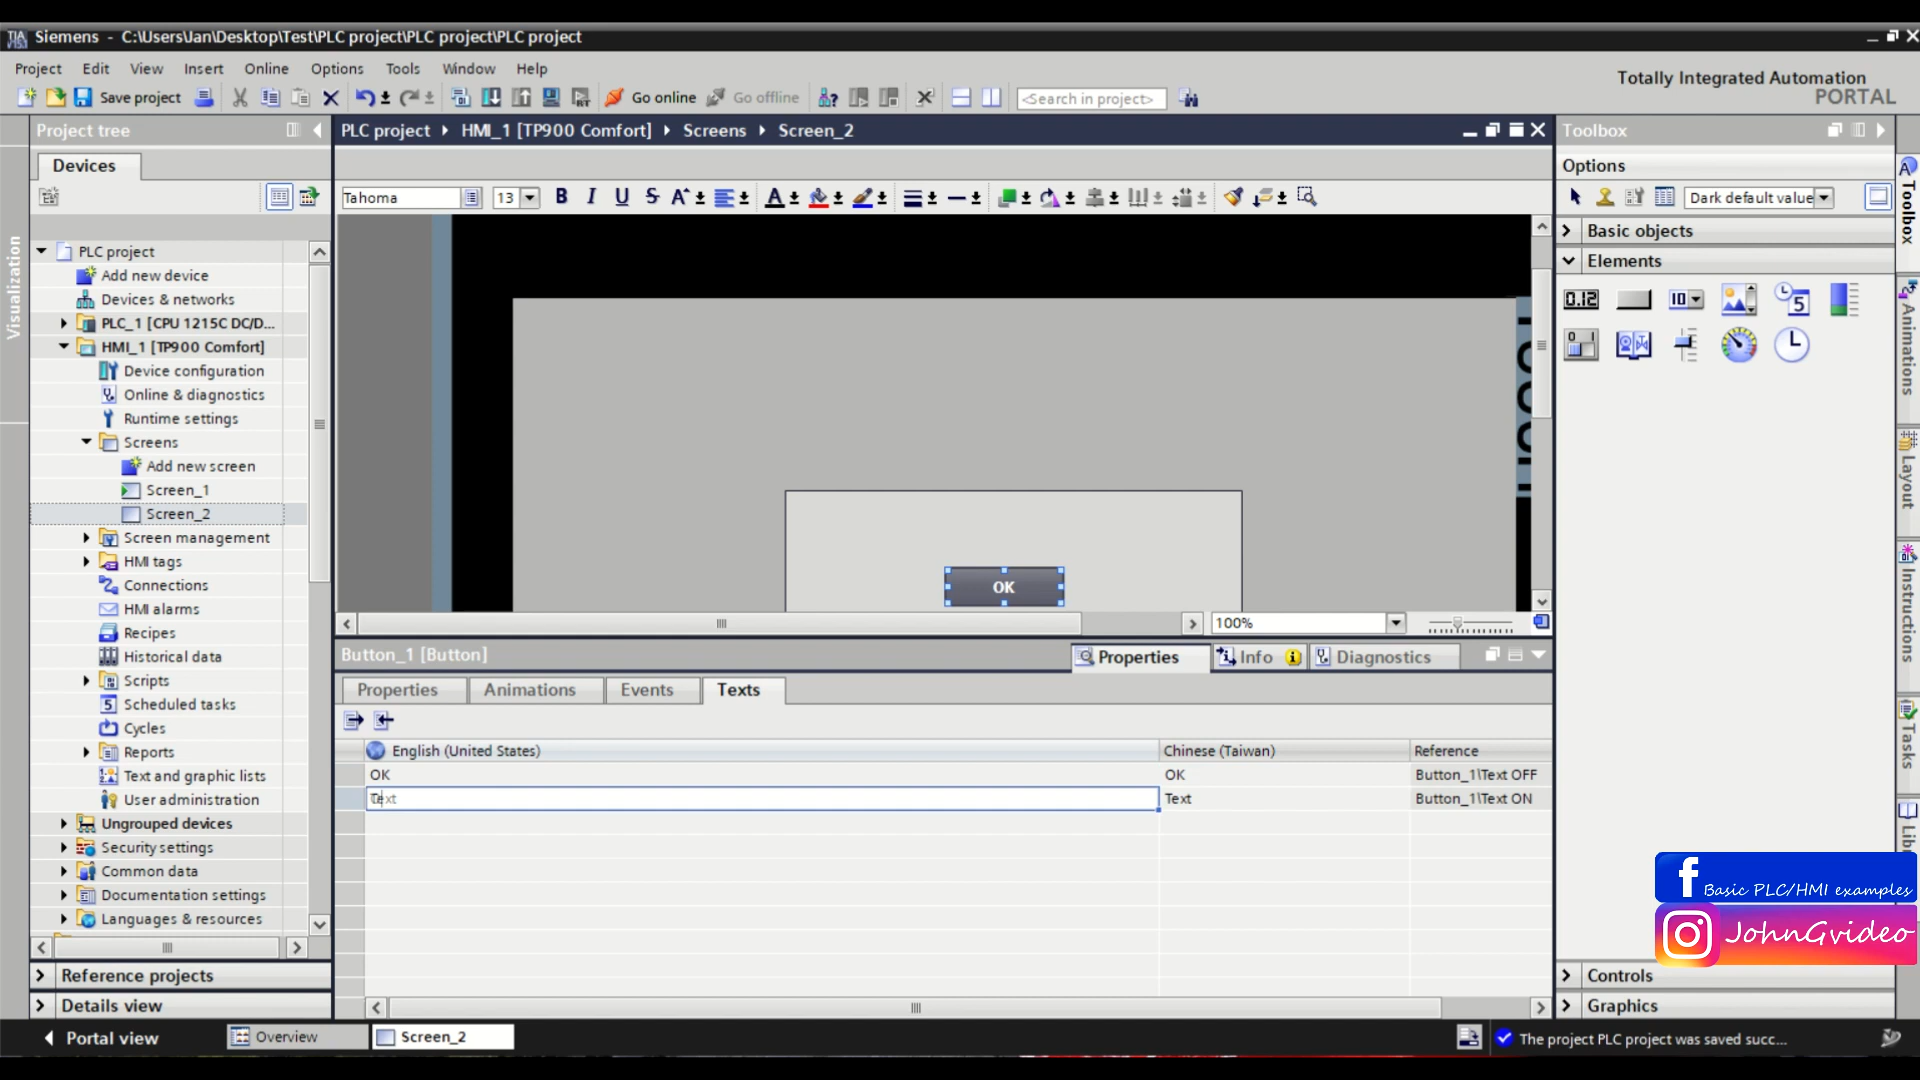 Siemens - C:\Users\Jan\Desktop\Test\PLC project\PLC project\PLC project
Project Edit View Insert Online Options Tools Window Help
Totally Integrated Automation
PORTAL
Save project
Go online
Go offline
<Search in project>
Project tree
PLC project
HMI_1 [TP900 Comfort]
Screens
Screen_2
Toolbox
Devices
Options
Tahoma
13
B I U S A
Dark default value
Basic objects
Elements
Visualization
PLC project
Add new device
Devices & networks
PLC_1 [CPU 1215C DC/D...
HMI_1 [TP900 Comfort]
Device configuration
Online & diagnostics
Runtime settings
Screens
Add new screen
Screen_1
Screen_2
Screen management
HMI tags
Connections
HMI alarms
Recipes
Historical data
Scripts
Scheduled tasks
Cycles
Reports
Text and graphic lists
User administration
Ungrouped devices
Security settings
Common data
Documentation settings
Languages & resources
Reference projects
Details view
OK
100%
Button_1 [Button]
Properties
Info
Diagnostics
Properties
Animations
Events
Texts
English (United States)
Chinese (Taiwan)
Reference
OK
OK
Button_1\Text OFF
Text
Text
Button_1\Text ON
Toolbox
Animations
Layout
Instructions
Tasks
Basic PLC/HMI examples
JohnGvideo
Controls
Graphics
Portal view
Overview
Screen_2
The project PLC project was saved succ...